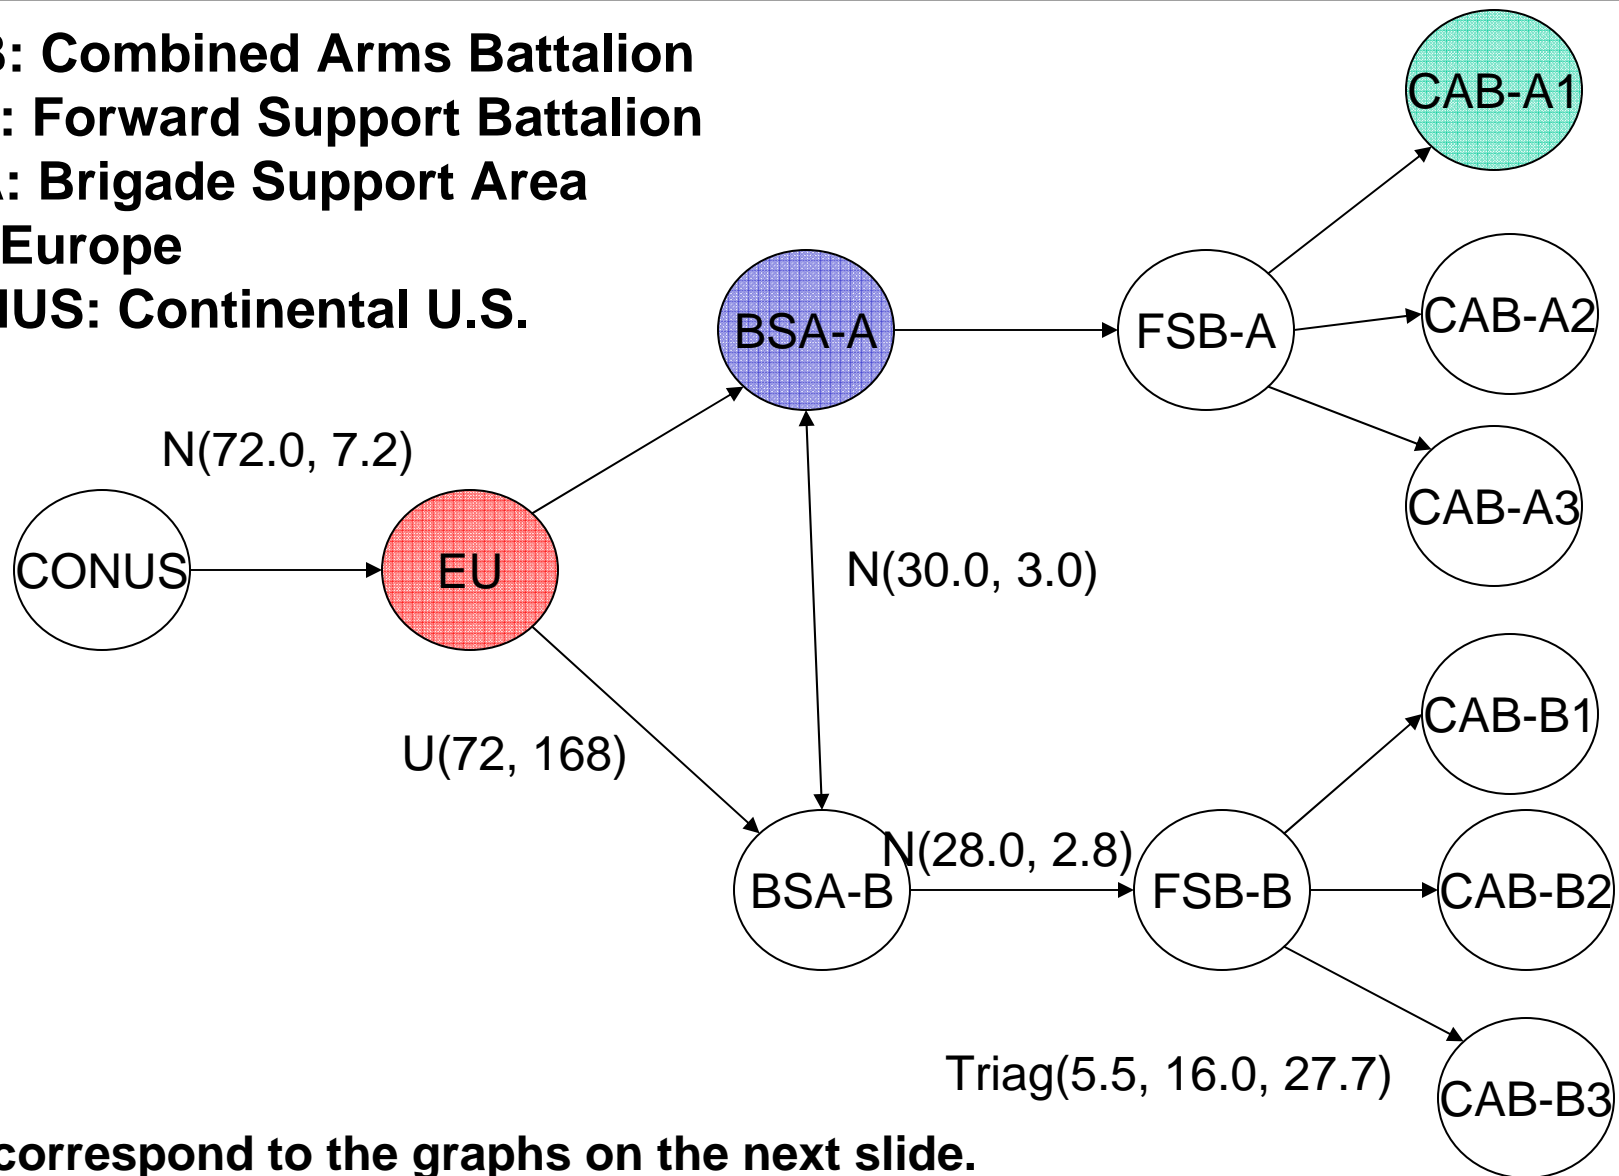 : Combined Arms Battalion
: Forward Support Battalion
: Brigade Support Area
Europe
NUS: Continental U.S.
CAB-A1
CAB-A2
CAB-A3
BSA-A
FSB-A
N(72.0, 7.2)
CONUS
EU
N(30.0, 3.0)
U(72, 168)
CAB-B1
N(28.0, 2.8)
BSA-B
FSB-B
CAB-B2
Triag(5.5, 16.0, 27.7)
CAB-B3
correspond to the graphs on the next slide.